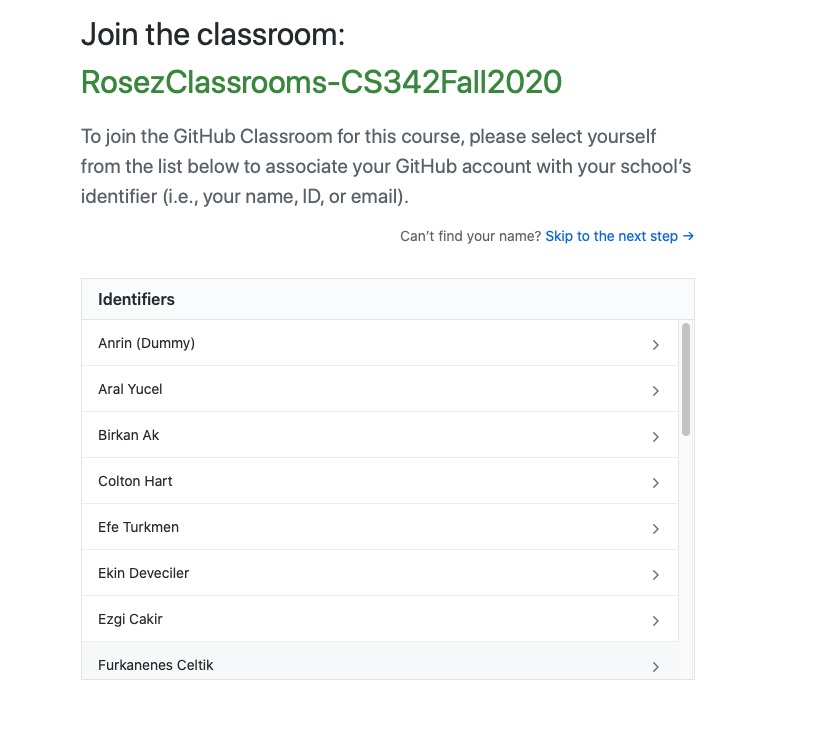 Join the classroom:
RosezClassrooms-CS342Fall2020
To join the GitHub Classroom for this course, please select yourself
from the list below to associate your GitHub account with your school’s
identifier (i.e., your name, ID, or email).
Can’t find your name? Skip to the next step →
Identifiers
Anrin (Dummy)
Aral Yucel
Birkan Ak
Colton Hart
Efe Turkmen
Ekin Deveciler
Ezgi Cakir
Furkanenes Celtik